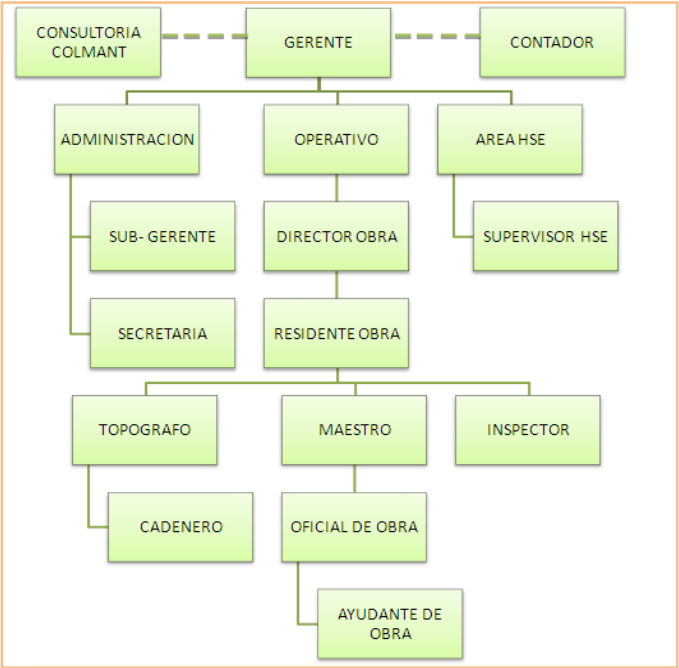 CONSULTORIA
COLMANT
GERENTE
CONTADOR
ADMINISTRACION
OPERATIVO
AREA HSE
SUB- GERENTE
DIRECTOR OBRA
SUPERVISOR HSE
SECRETARIA
RESIDENTE OBRA
TOPOGRAFO
MAESTRO
INSPECTOR
CADENERO
OFICIAL DE OBRA
AYUDANTE DE
OBRA